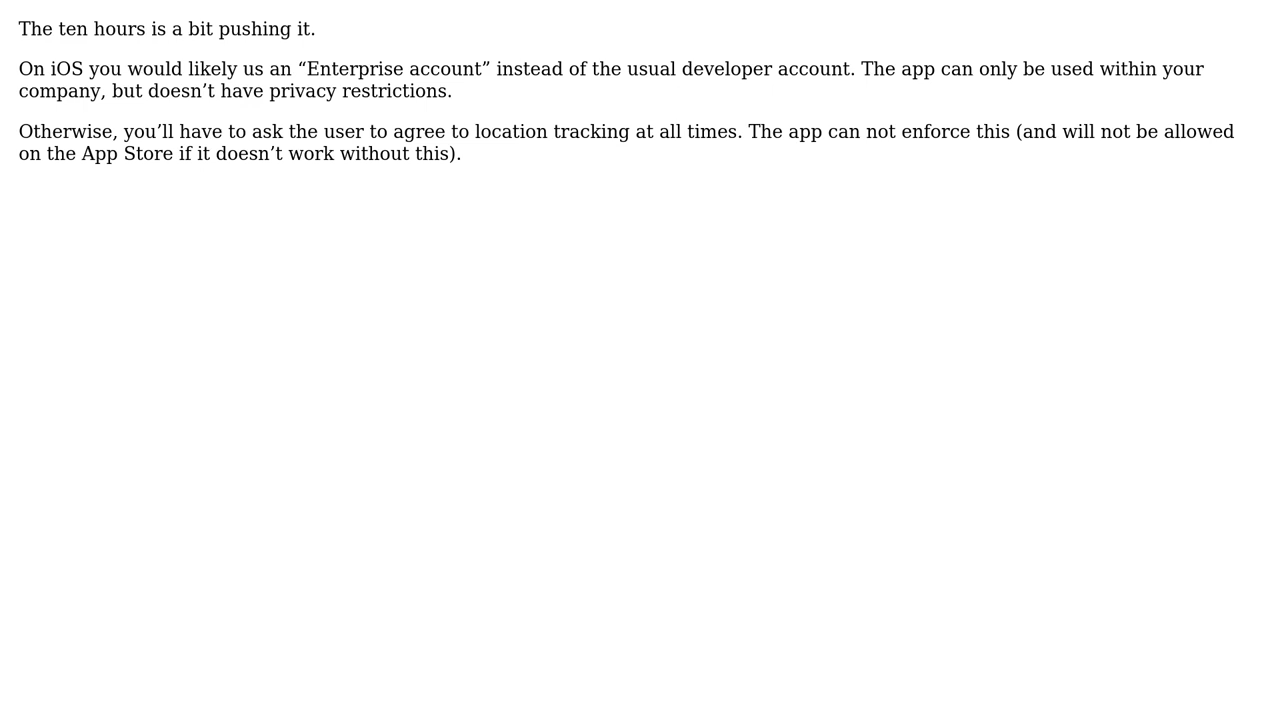 The ten hours is a bit pushing it.
On iOS you would likely us an “Enterprise account” instead of the usual developer account. The app can only be used within your
company, but doesn’t have privacy restrictions.
Otherwise, you’ll have to ask the user to agree to location tracking at all times. The app can not enforce this (and will not be allowed
on the App Store if it doesn’t work without this).